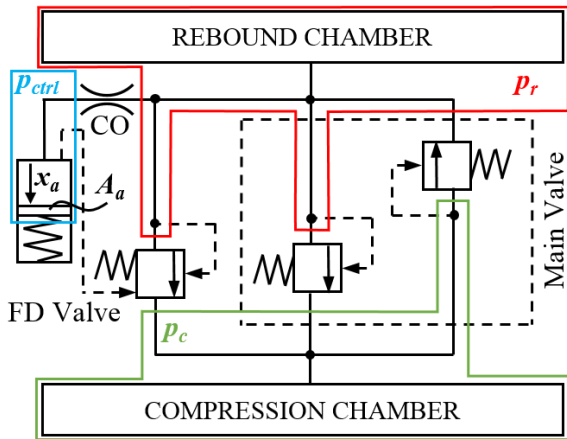 REBOUND CHAMBER
p_ctrl
p_r
CO
x_a
A_a
Main Valve
FD Valve
p_c
COMPRESSION CHAMBER